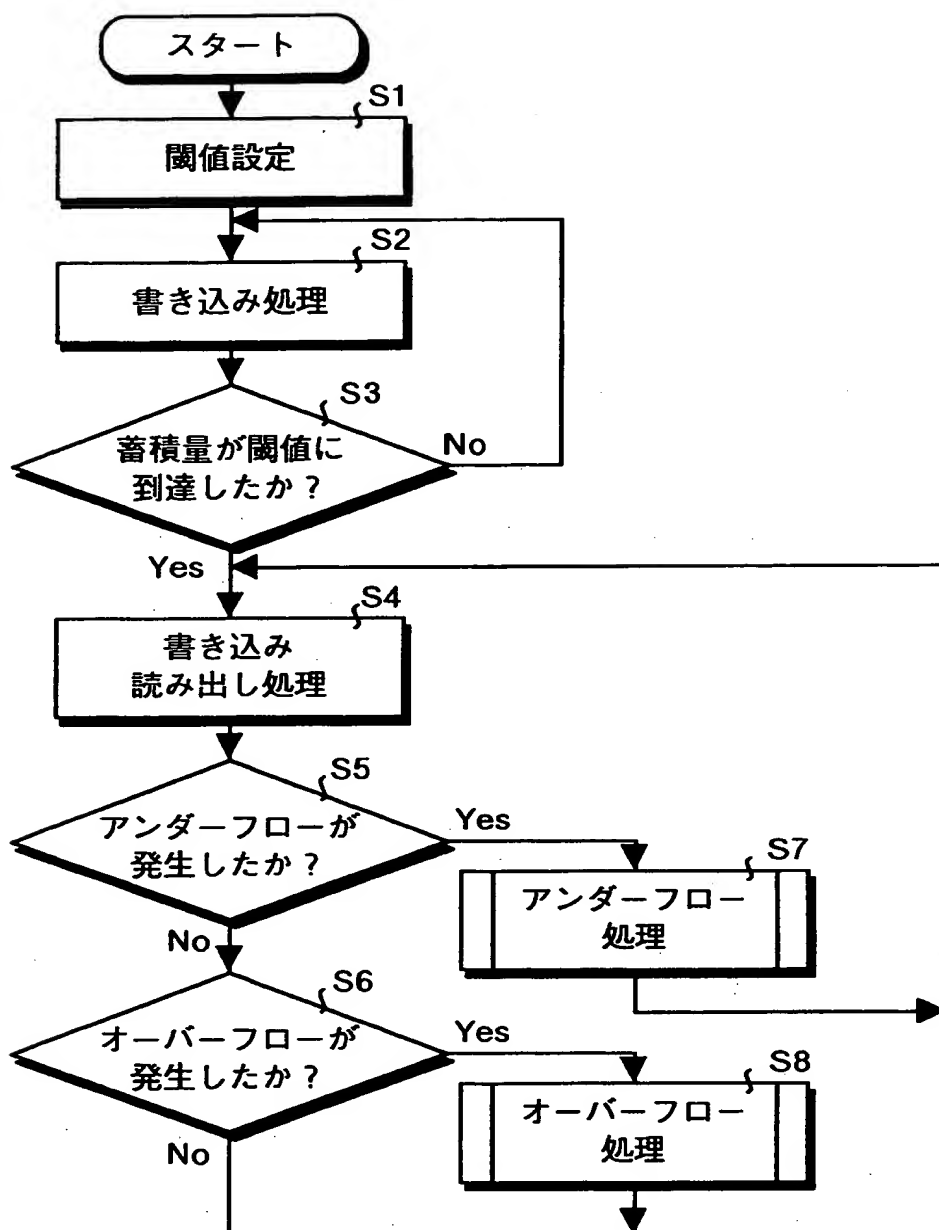 スタート
S1
閾値設定
S2
書き込み処理
S3
蓄積量が閾値に
到達したか？
No
Yes
S4
書き込み
読み出し処理
S5
アンダーフローが
発生したか？
Yes
No
S7
アンダーフロー
処理
S6
オーバーフローが
発生したか？
Yes
No
S8
オーバーフロー
処理